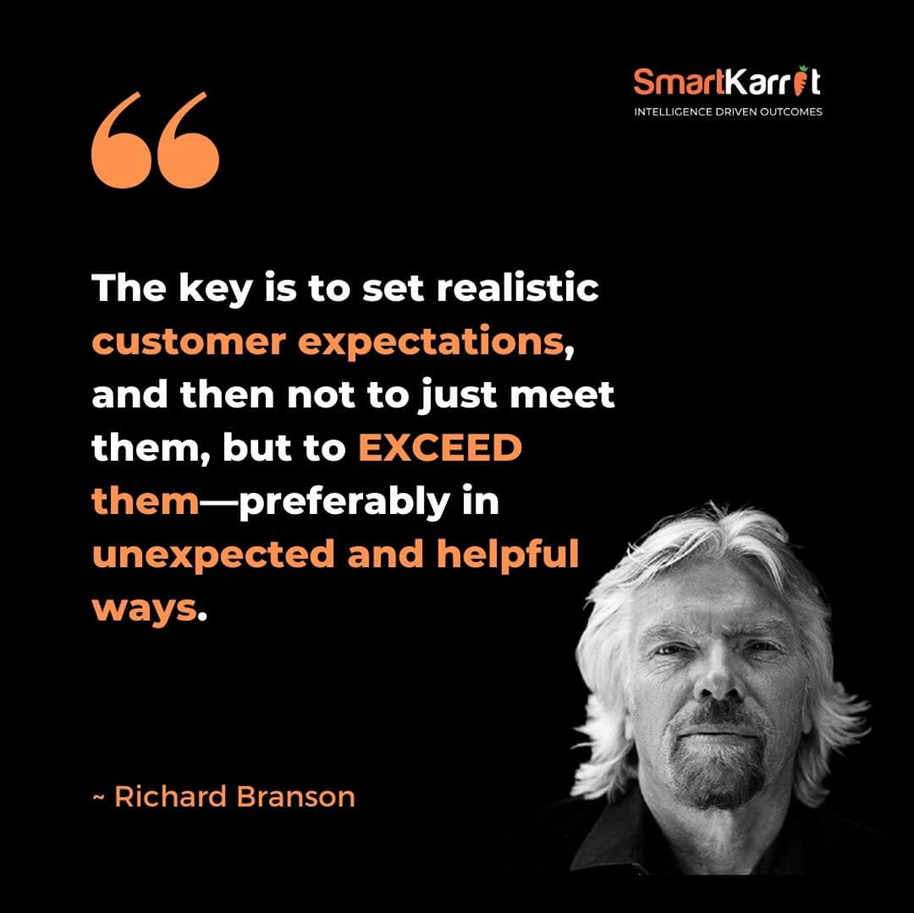 SmartKarrot
INTELLIGENCE DRIVEN OUTCOMES
“
The key is to set realistic
customer expectations,
and then not to just meet
them, but to EXCEED
them—preferably in
unexpected and helpful
ways.
~ Richard Branson